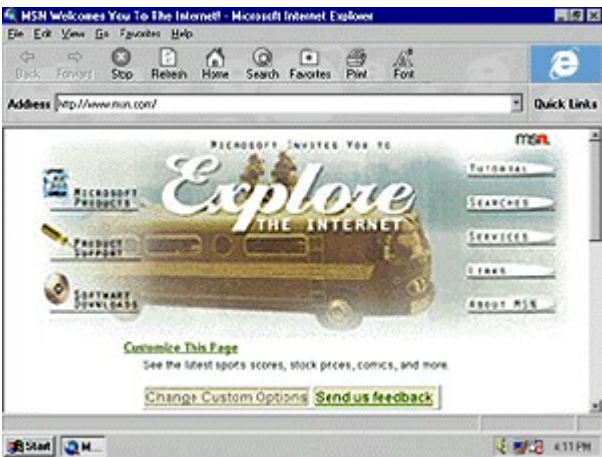 MSN Welcomes You To The Internet! - Microsoft Internet Explorer
File Edit View Go Favorites Help
Back Forward Stop Refresh Home Search Favorites Print Font
Address http://www.msn.com/ Quick Links
msn.
Microsoft Invites You to
Explore
THE INTERNET
Microsoft
Products
Product
Support
Software
Downloads
Tutorial
Searches
Services
Links
About MSN
Customize This Page
See the latest sports scores, stock prices, comics, and more.
Change Custom Options Send us feedback
Start M... 4:11 PM